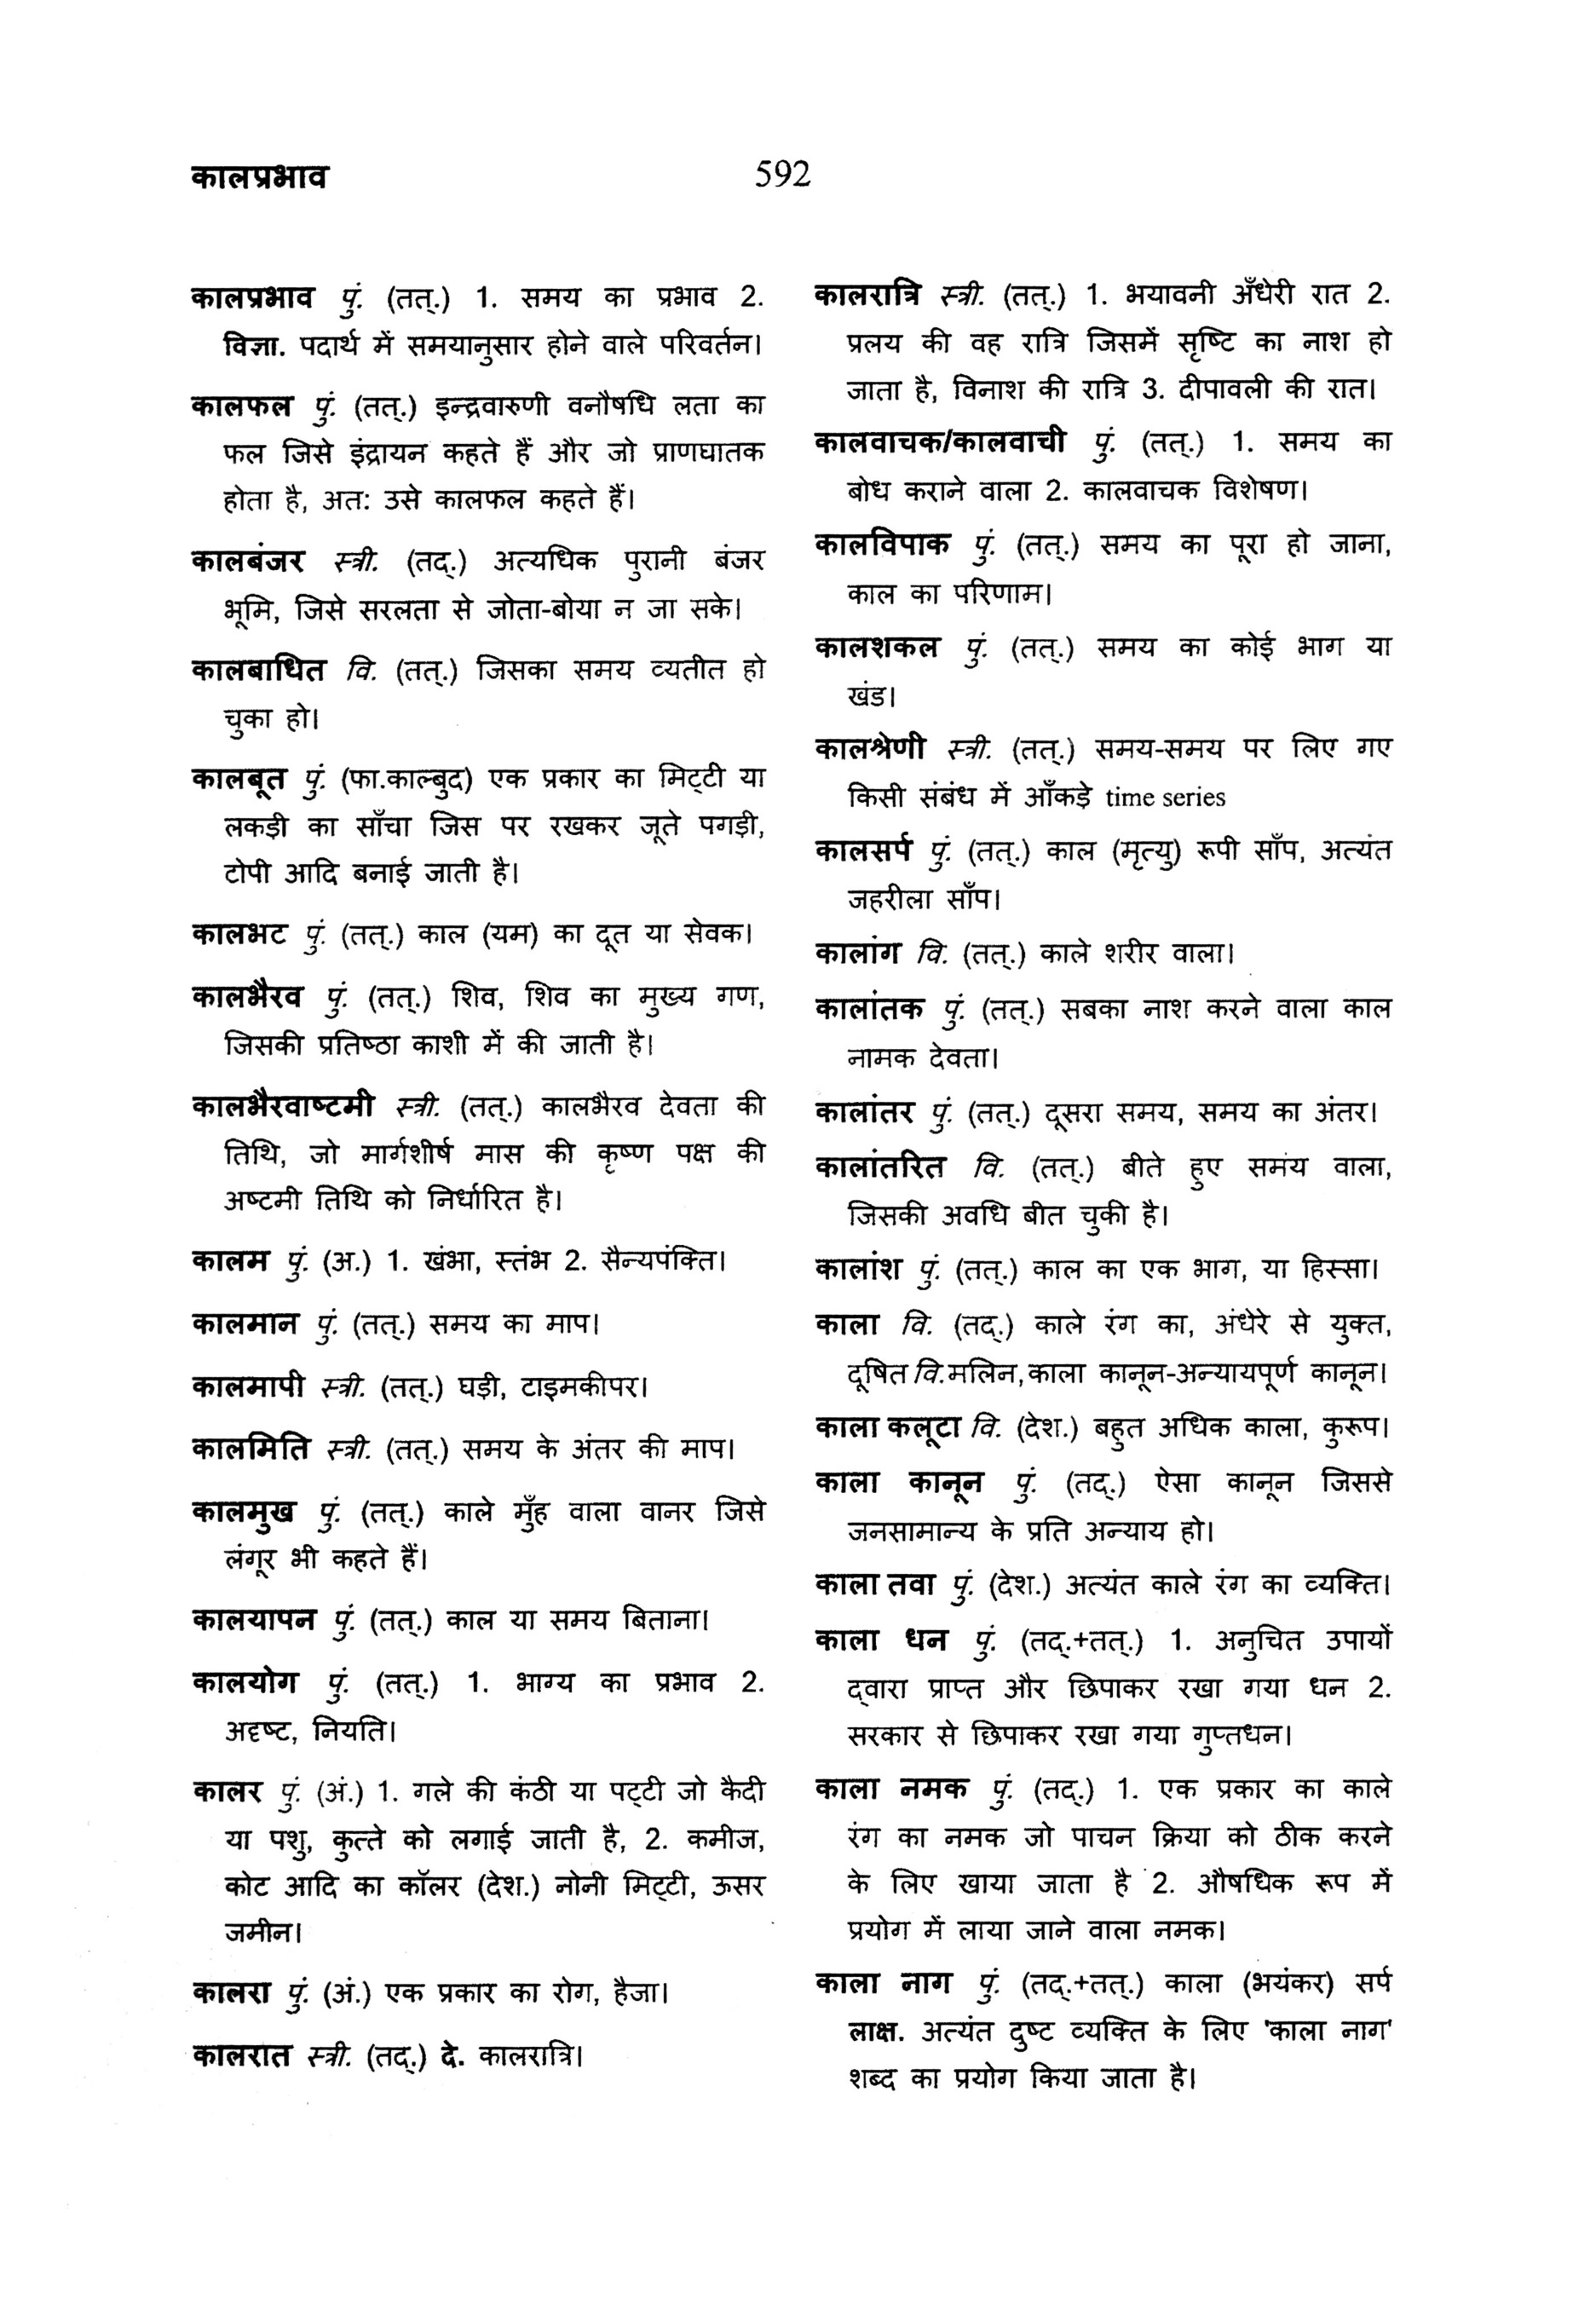 कालप्रभाव
592
कालप्रभाव पुं. (तत्.) 1. समय का प्रभाव 2.
विज्ञा. पदार्थ में समयानुसार होने वाले परिवर्तन।
कालफल पुं. (तत्.) इन्द्रवारुणी वनौषधि लता का
फल जिसे इंद्रायन कहते हैं और जो प्राणघातक
होता है, अत: उसे कालफल कहते हैं।
कालबंजर स्त्री. (तद्.) अत्यधिक पुरानी बंजर
भूमि, जिसे सरलता से जोता-बोया न जा सके।
कालबाधित वि. (तत्.) जिसका समय व्यतीत हो
चुका हो।
कालबूत पुं. (फा.काल्बुद) एक प्रकार का मिट्टी या
लकड़ी का साँचा जिस पर रखकर जूते पगड़ी,
टोपी आदि बनाई जाती है।
कालभट पुं. (तत्.) काल (यम) का दूत या सेवक।
कालभैरव पुं. (तत्.) शिव, शिव का मुख्य गण,
जिसकी प्रतिष्ठा काशी में की जाती है।
कालभैरवाष्टमी स्त्री. (तत्.) कालभैरव देवता की
तिथि, जो मार्गशीर्ष मास की कृष्ण पक्ष की
अष्टमी तिथि को निर्धारित है।
कालम पुं. (अ.) 1. खंभा, स्तंभ 2. सैन्यपंक्ति।
कालमान पुं. (तत्.) समय का माप।
कालमापी स्त्री. (तत्.) घड़ी, टाइमकीपर।
कालमिति स्त्री. (तत्.) समय के अंतर की माप।
कालमुख पुं. (तत्.) काले मुँह वाला वानर जिसे
लंगूर भी कहते हैं।
कालयापन पुं. (तत्.) काल या समय बिताना।
कालयोग पुं. (तत्.) 1. भाग्य का प्रभाव 2.
अदृष्ट, नियति।
कालर पुं. (अं.) 1. गले की कंठी या पट्टी जो कैदी
या पशु, कुत्ते को लगाई जाती है, 2. कमीज,
कोट आदि का कॉलर (देश.) नोनी मिट्टी, ऊसर
जमीन।
कालरा पुं. (अं.) एक प्रकार का रोग, हैजा।
कालरात स्त्री. (तद्.) दे. कालरात्रि।
कालरात्रि स्त्री. (तत्.) 1. भयावनी अँधेरी रात 2.
प्रलय की वह रात्रि जिसमें सृष्टि का नाश हो
जाता है, विनाश की रात्रि 3. दीपावली की रात।
कालवाचक/कालवाची पुं. (तत्.) 1. समय का
बोध कराने वाला 2. कालवाचक विशेषण।
कालविपाक पुं. (तत्.) समय का पूरा हो जाना,
काल का परिणाम।
कालशकल पुं. (तत्.) समय का कोई भाग या
खंड।
कालश्रेणी स्त्री. (तत्.) समय-समय पर लिए गए
किसी संबंध में आँकड़े time series
कालसर्प पुं. (तत्.) काल (मृत्यु) रूपी साँप, अत्यंत
जहरीला साँप।
कालांग वि. (तत्.) काले शरीर वाला।
कालांतक पुं. (तत्.) सबका नाश करने वाला काल
नामक देवता।
कालांतर पुं. (तत्.) दूसरा समय, समय का अंतर।
कालांतरित वि. (तत्.) बीते हुए समय वाला,
जिसकी अवधि बीत चुकी है।
कालांश पुं. (तत्.) काल का एक भाग, या हिस्सा।
काला वि. (तद्.) काले रंग का, अंधेरे से युक्त,
दूषित वि.मलिन,काला कानून-अन्यायपूर्ण कानून।
काला कलूटा वि. (देश.) बहुत अधिक काला, कुरूप।
काला कानून पुं. (तद्.) ऐसा कानून जिससे
जनसामान्य के प्रति अन्याय हो।
काला तवा पुं. (देश.) अत्यंत काले रंग का व्यक्ति।
काला धन पुं. (तद्.+तत्.) 1. अनुचित उपायों
द्वारा प्राप्त और छिपाकर रखा गया धन 2.
सरकार से छिपाकर रखा गया गुप्तधन।
काला नमक पुं. (तद्.) 1. एक प्रकार का काले
रंग का नमक जो पाचन क्रिया को ठीक करने
के लिए खाया जाता है 2. औषधिक रूप में
प्रयोग में लाया जाने वाला नमक।
काला नाग पुं. (तद्.+तत्.) काला (भयंकर) सर्प
लाक्ष. अत्यंत दुष्ट व्यक्ति के लिए 'काला नाग'
शब्द का प्रयोग किया जाता है।